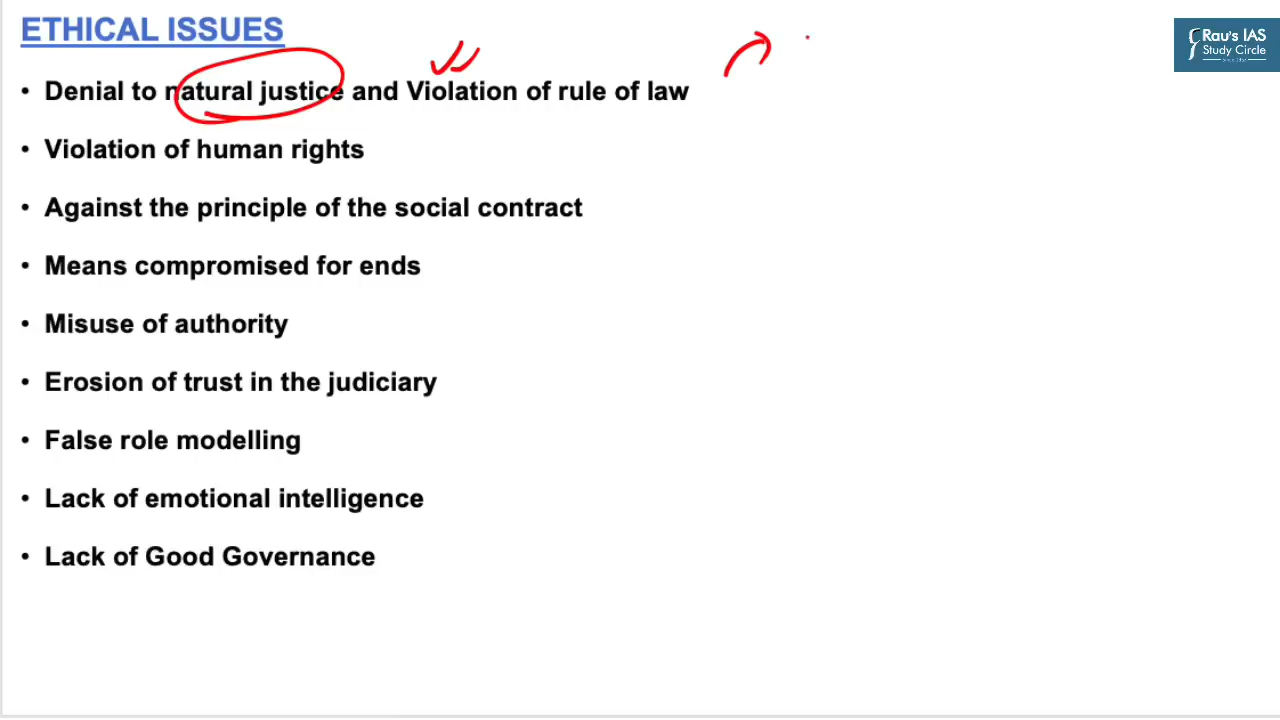 ETHICAL ISSUES
Rau's IAS
Study Circle
• Denial to natural justice and Violation of rule of law
• Violation of human rights
• Against the principle of the social contract
• Means compromised for ends
• Misuse of authority
• Erosion of trust in the judiciary
• False role modelling
• Lack of emotional intelligence
• Lack of Good Governance